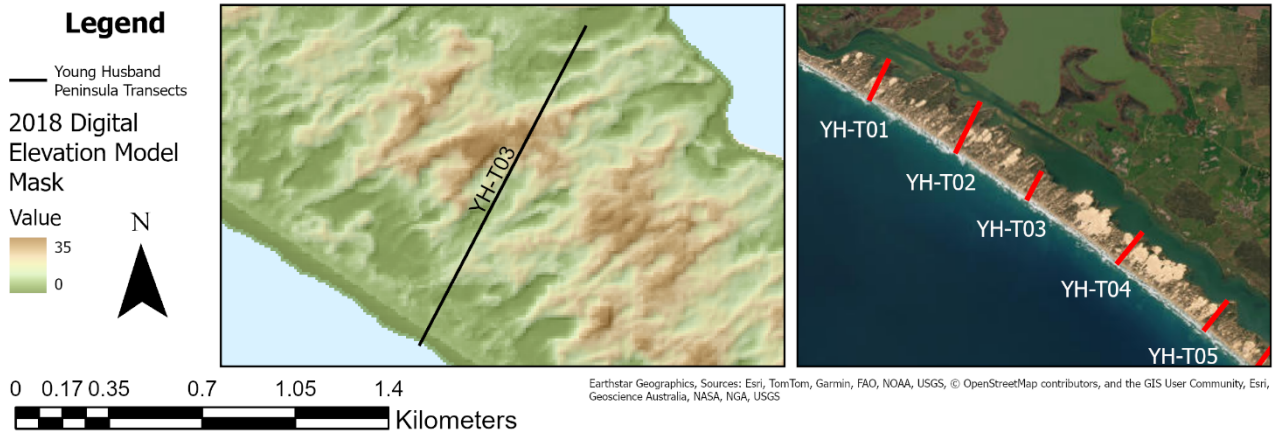 Legend
Young Husband
Peninsula Transects
2018 Digital
Elevation Model
Mask
Value
35
0
N
YH-T03
YH-T01
YH-T02
YH-T03
YH-T04
YH-T05
0 0.17 0.35 0.7 1.05 1.4
Kilometers
Earthstar Geographics, Sources: Esri, TomTom, Garmin, FAO, NOAA, USGS, © OpenStreetMap contributors, and the GIS User Community, Esri,
Geoscience Australia, NASA, NGA, USGS